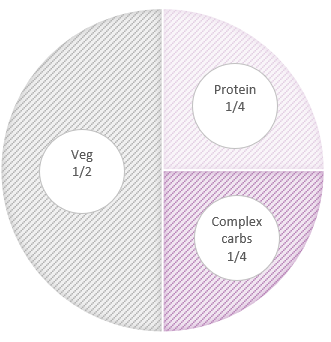 Protein
1/4
Veg
1/2
Complex
carbs
1/4